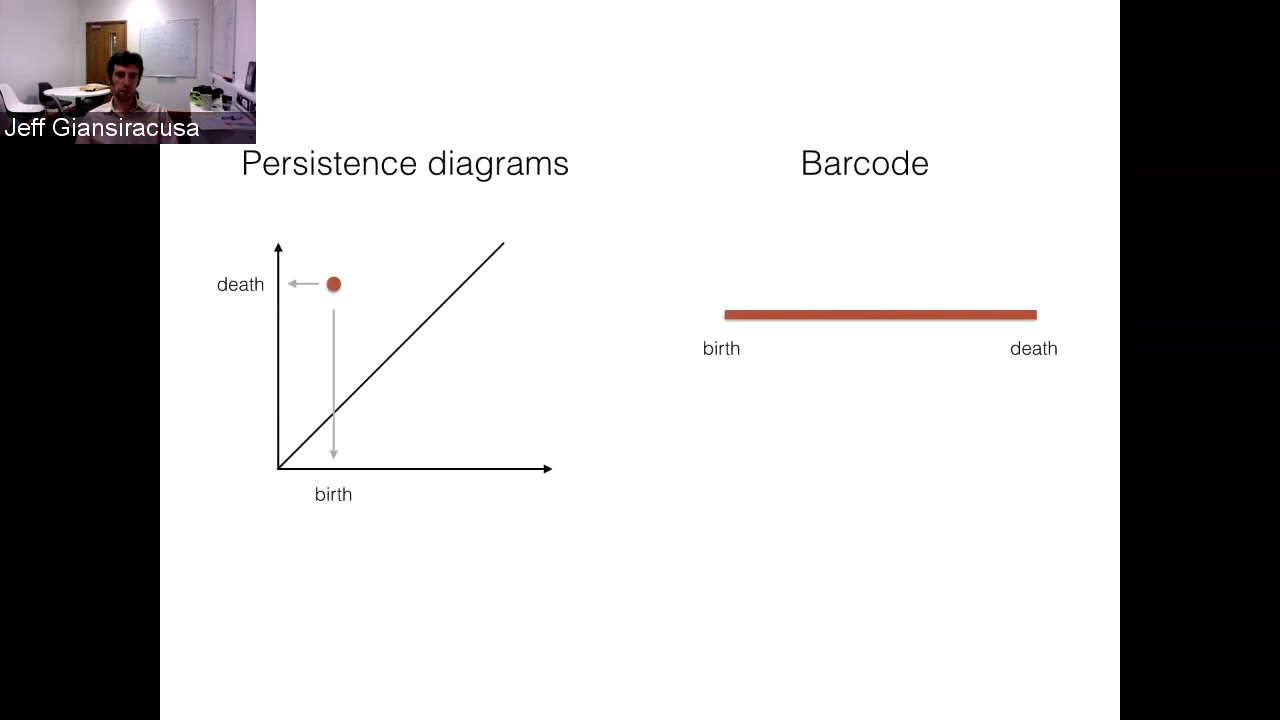 Jeff Giansiracusa
Persistence diagrams
Barcode
death
birth
birth
death